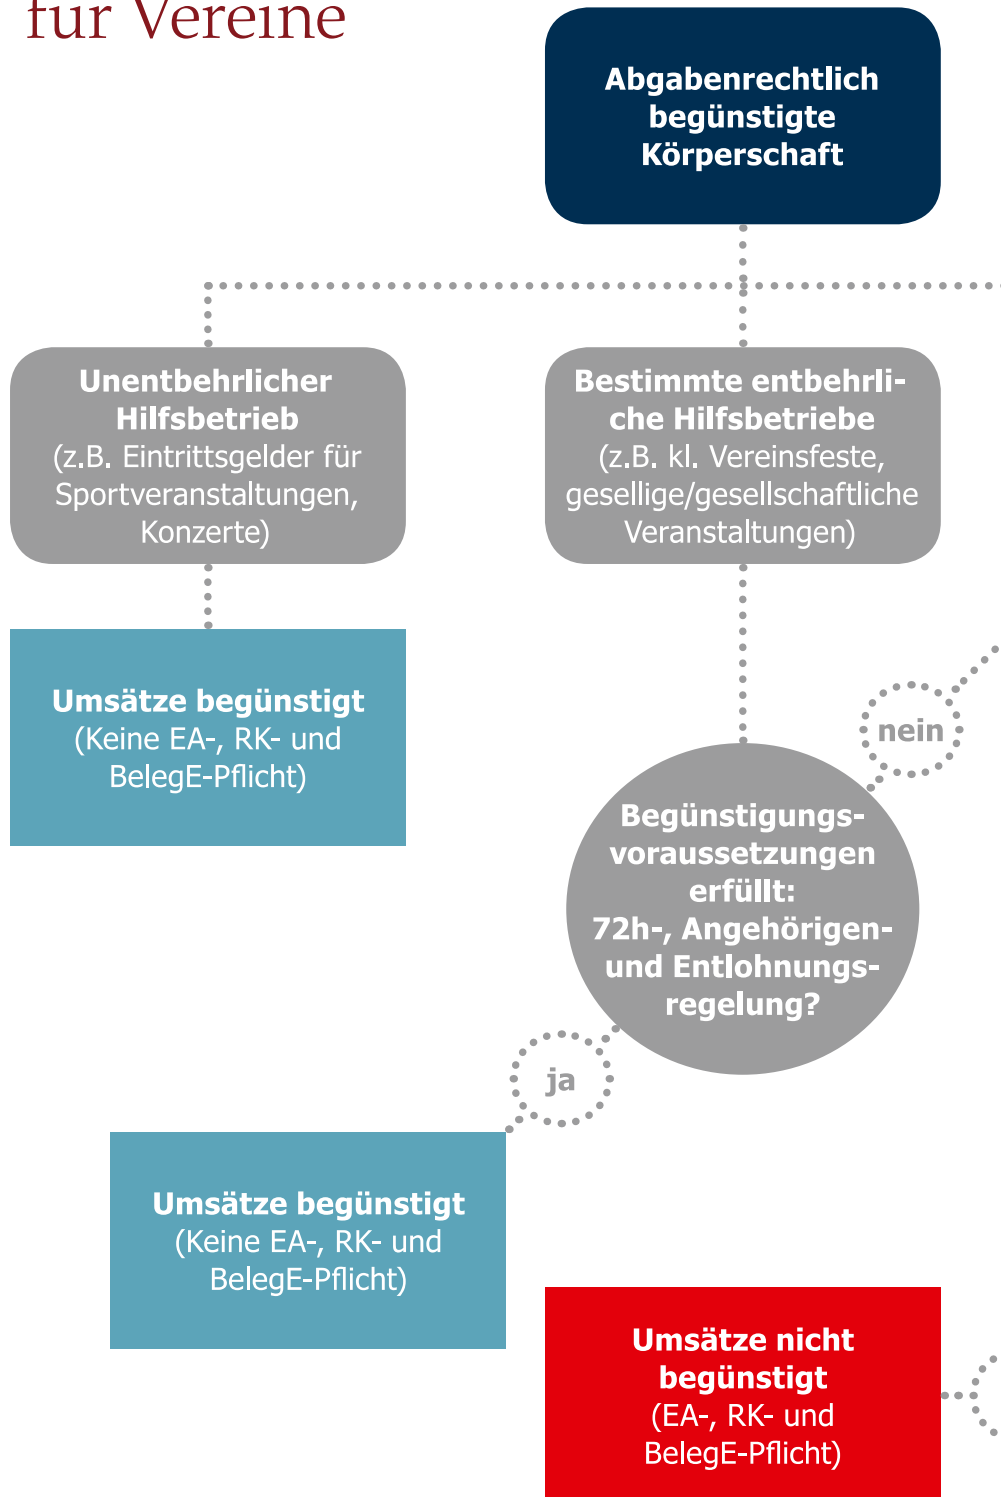 für Vereine
Abgabenrechtlich
begünstigte
Körperschaft
Unentbehrlicher
Hilfsbetrieb
(z.B. Eintrittsgelder für
Sportveranstaltungen,
Konzerte)
Bestimmte entbehrli-
che Hilfsbetriebe
(z.B. kl. Vereinsfeste,
gesellige/gesellschaftliche
Veranstaltungen)
Umsätze begünstigt
(Keine EA-, RK- und
BelegE-Pflicht)
nein
Begünstigungs-
voraussetzungen
erfüllt:
72h-, Angehörigen-
und Entlohnungs-
regelung?
ja
Umsätze begünstigt
(Keine EA-, RK- und
BelegE-Pflicht)
Umsätze nicht
begünstigt
(EA-, RK- und
BelegE-Pflicht)